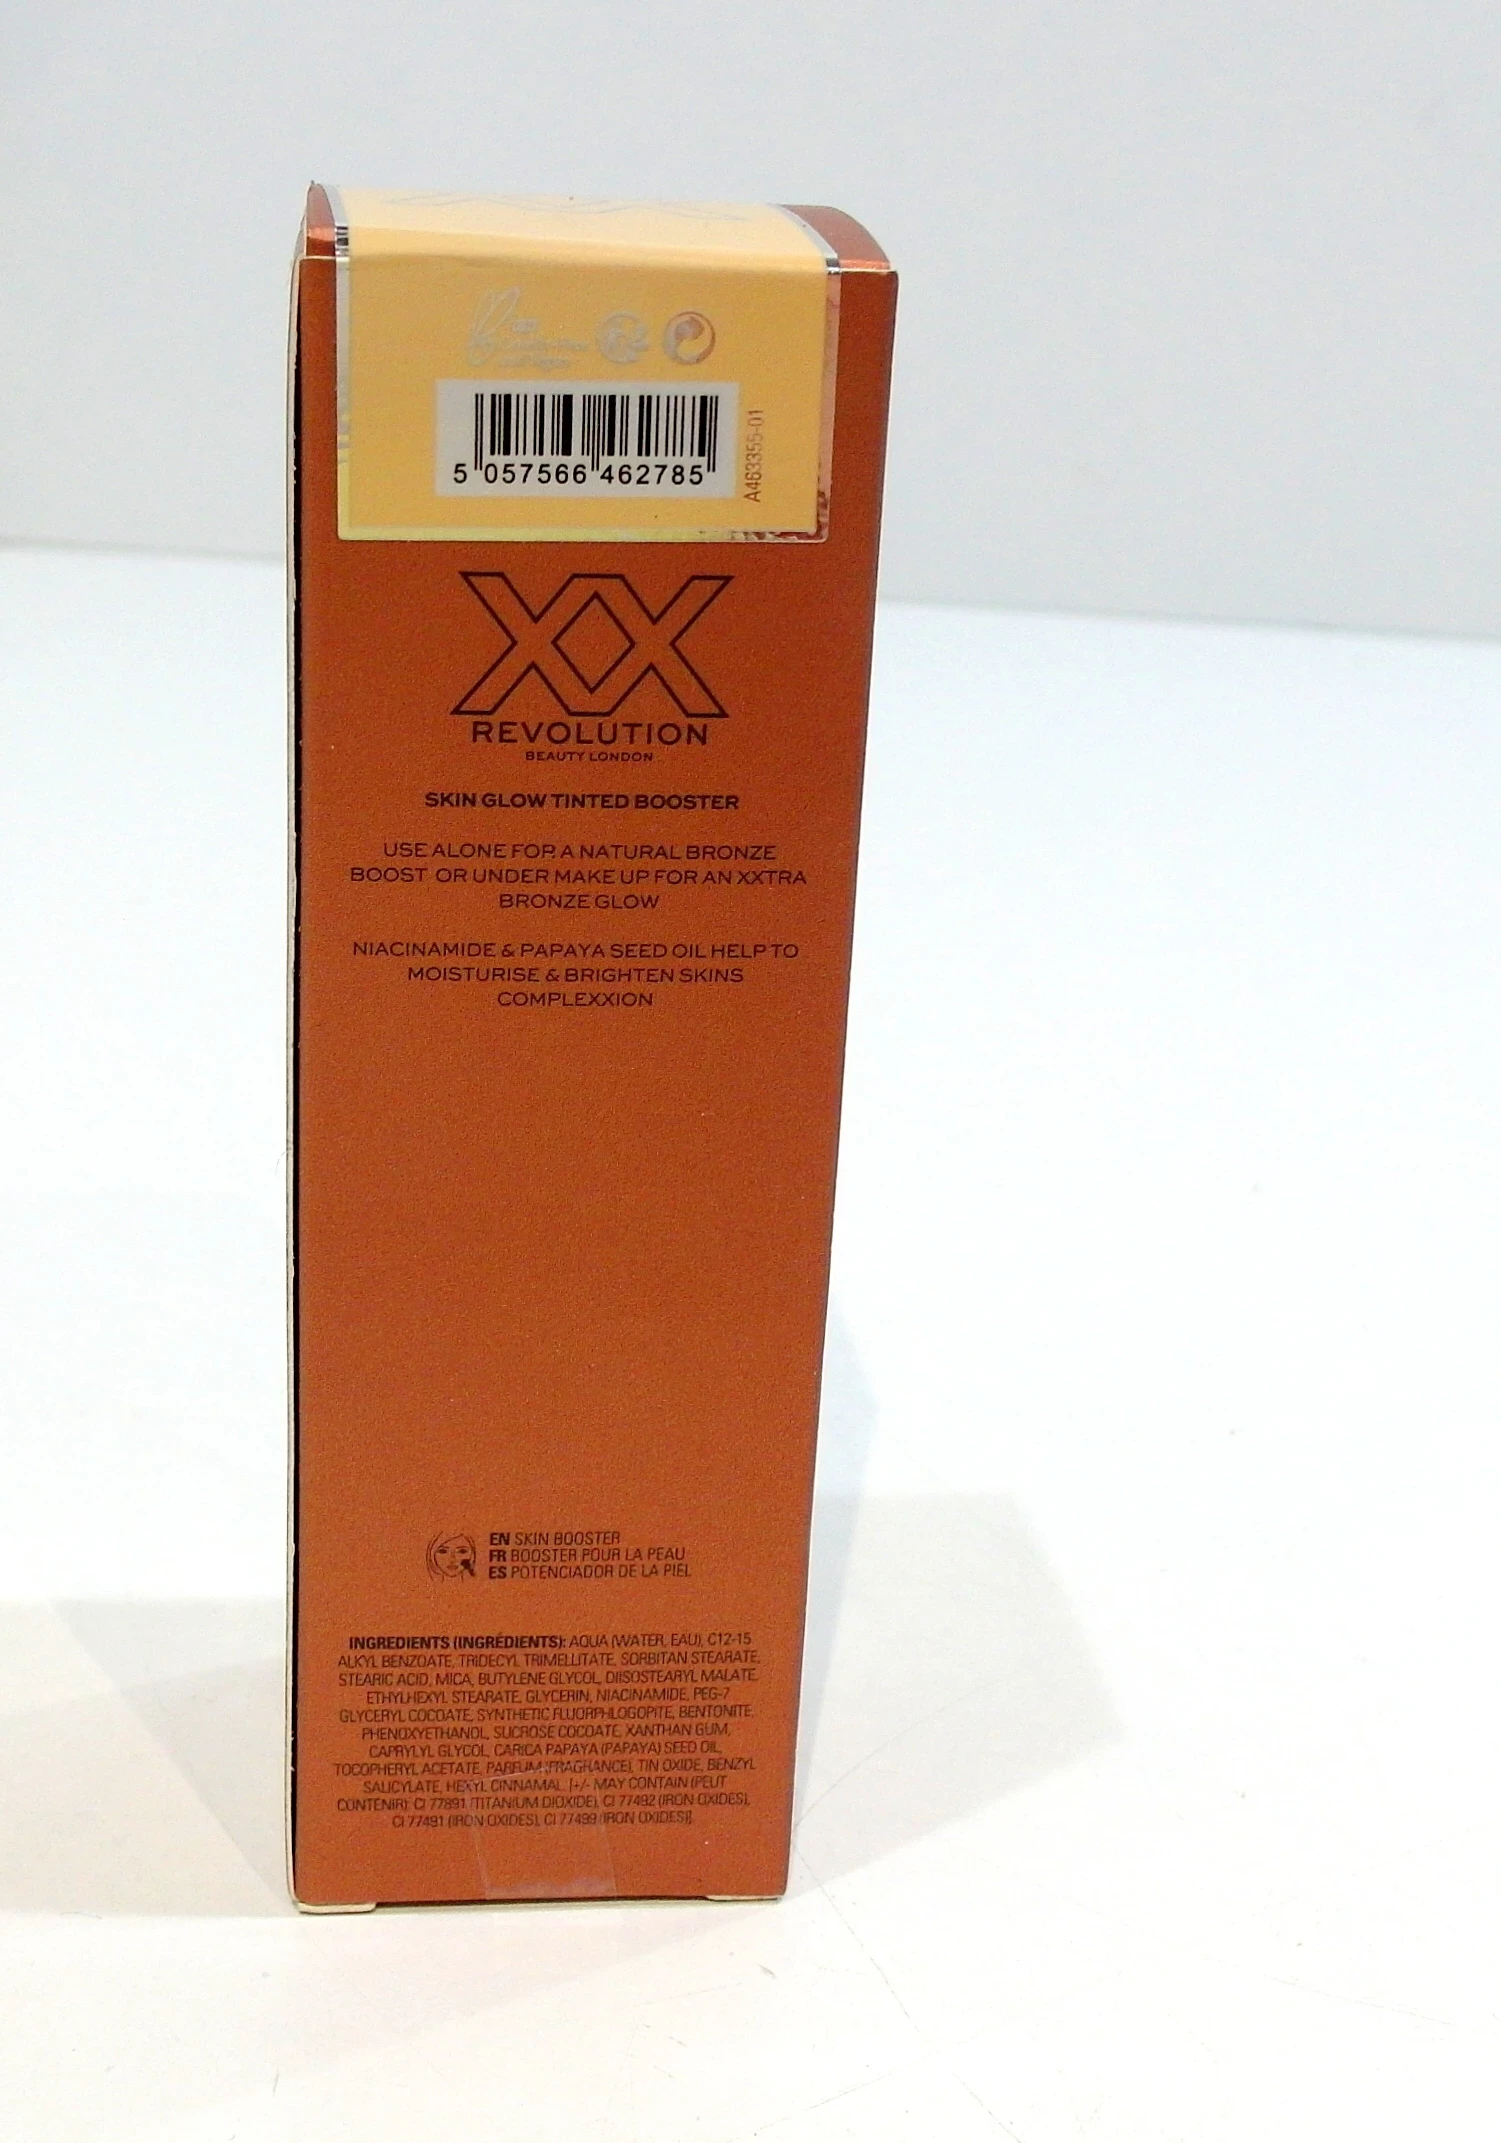 5 057566 462785
A463355-01
XX
REVOLUTION
BEAUTY LONDON
SKIN GLOW TINTED BOOSTER
USE ALONE FOR A NATURAL BRONZE
BOOST OR UNDER MAKE UP FOR AN XXTRA
BRONZE GLOW
NIACINAMIDE & PAPAYA SEED OIL HELP TO
MOISTURISE & BRIGHTEN SKINS
COMPLEXXION
EN SKIN BOOSTER
FR BOOSTER POUR LA PEAU
ES POTENCIADOR DE LA PIEL
INGREDIENTS (INGRÉDIENTS): AQUA (WATER, EAU), C12-15
ALKYL BENZOATE, TRIDECYL TRIMELLITATE, SORBITAN STEARATE,
STEARIC ACID, MICA, BUTYLENE GLYCOL, DIISOSTEARYL MALATE,
ETHYLHEXYL STEARATE, GLYCERIN, NIACINAMIDE, PEG-7
GLYCERYL COCOATE, SYNTHETIC FLUORPHLOGOPITE, BENTONITE,
PHENOXYETHANOL, SUCROSE COCOATE, XANTHAN GUM,
CAPRYLYL GLYCOL, CARICA PAPAYA (PAPAYA) SEED OIL,
TOCOPHERYL ACETATE, PARFUM (FRAGRANCE), TIN OXIDE, BENZYL
SALICYLATE, HEXYL CINNAMAL. [+/- MAY CONTAIN (PEUT
CONTENIR): CI 77891 (TITANIUM DIOXIDE), CI 77492 (IRON OXIDES),
CI 77491 (IRON OXIDES), CI 77499 (IRON OXIDES)].